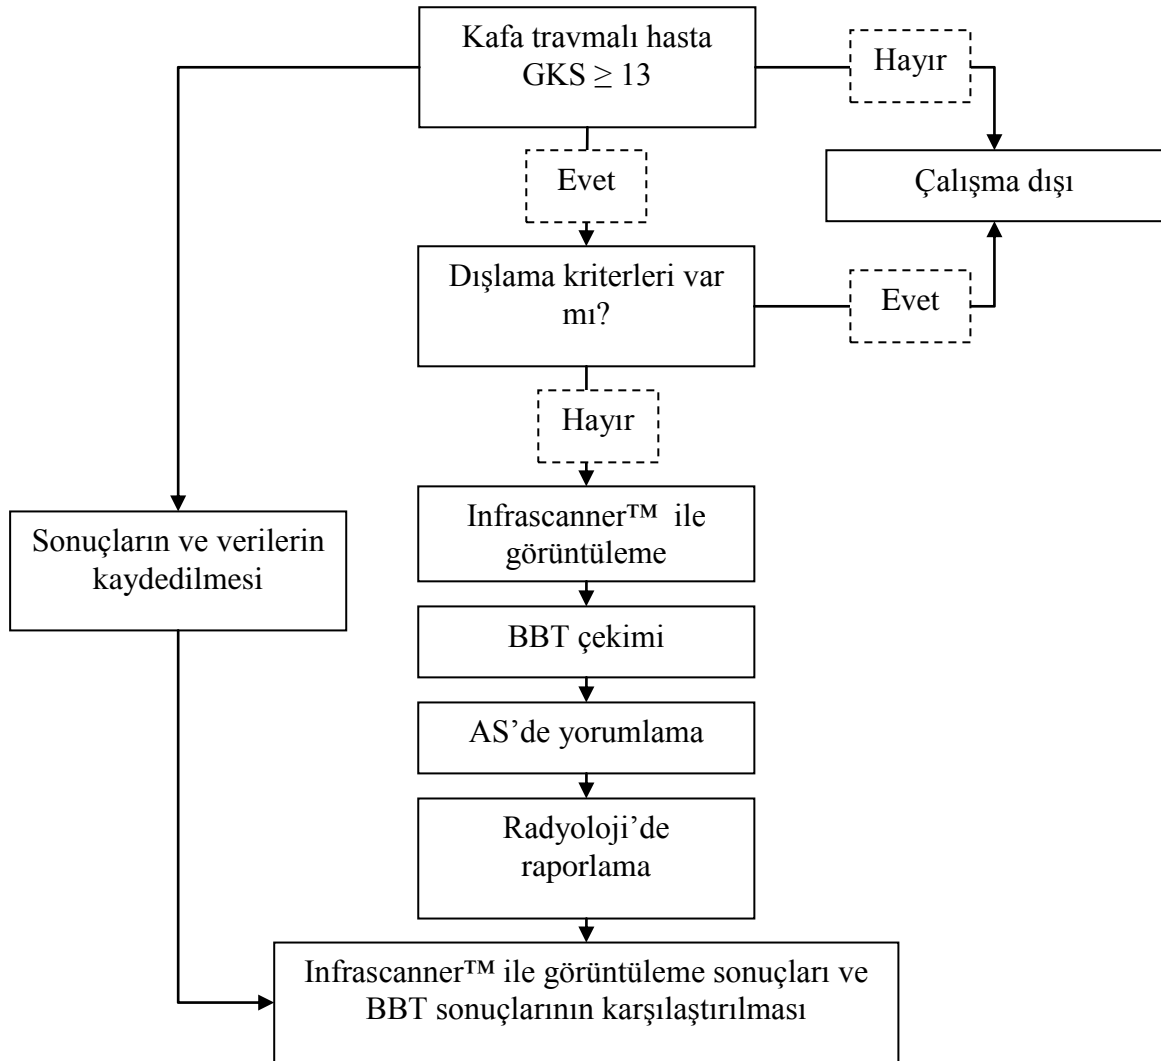 Kafa travmalı hasta
GKS ≥ 13
Hayır
Evet
Çalışma dışı
Dışlama kriterleri var
mı?
Evet
Hayır
Infrascanner™ ile
görüntüleme
Sonuçların ve verilerin
kaydedilmesi
BBT çekimi
AS’de yorumlama
Radyoloji’de
raporlama
Infrascanner™ ile görüntüleme sonuçları ve
BBT sonuçlarının karşılaştırılması